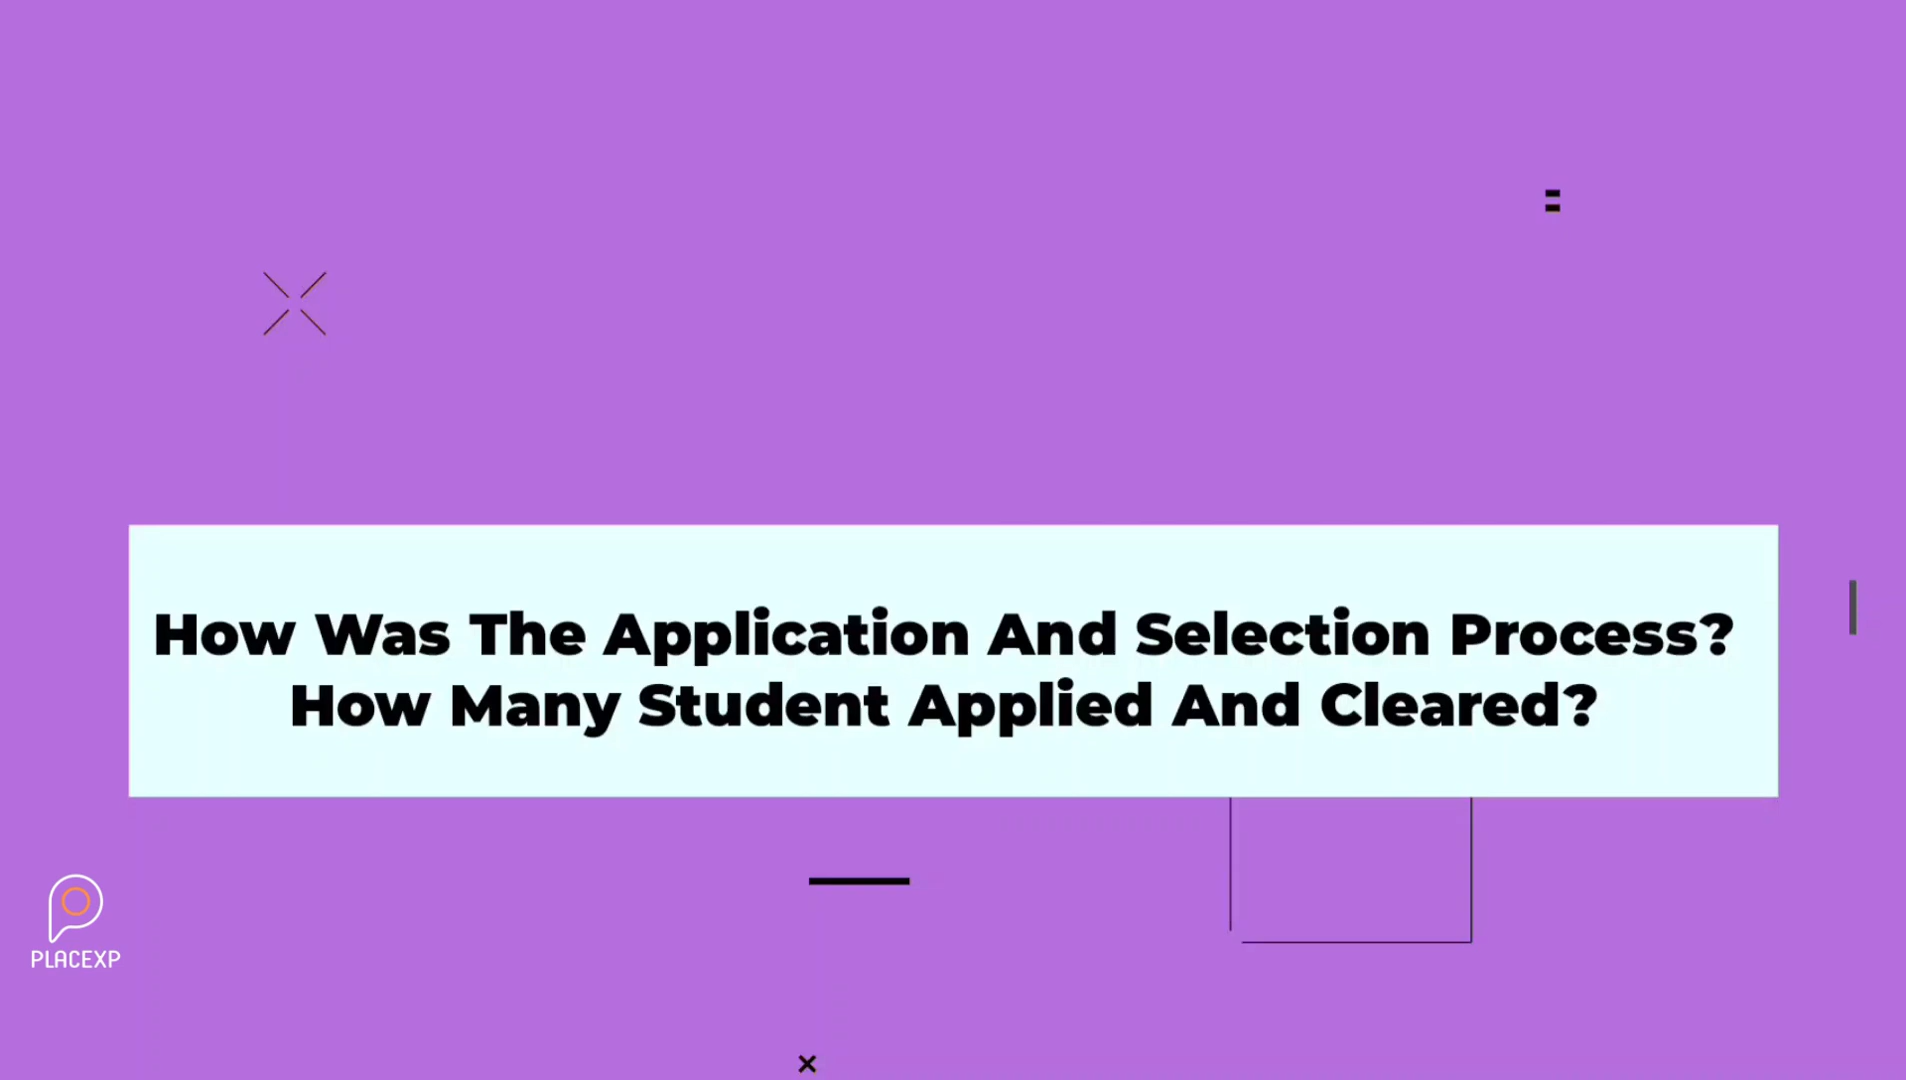 How Was The Application And Selection Process?
How Many Student Applied And Cleared?
PLACEXP